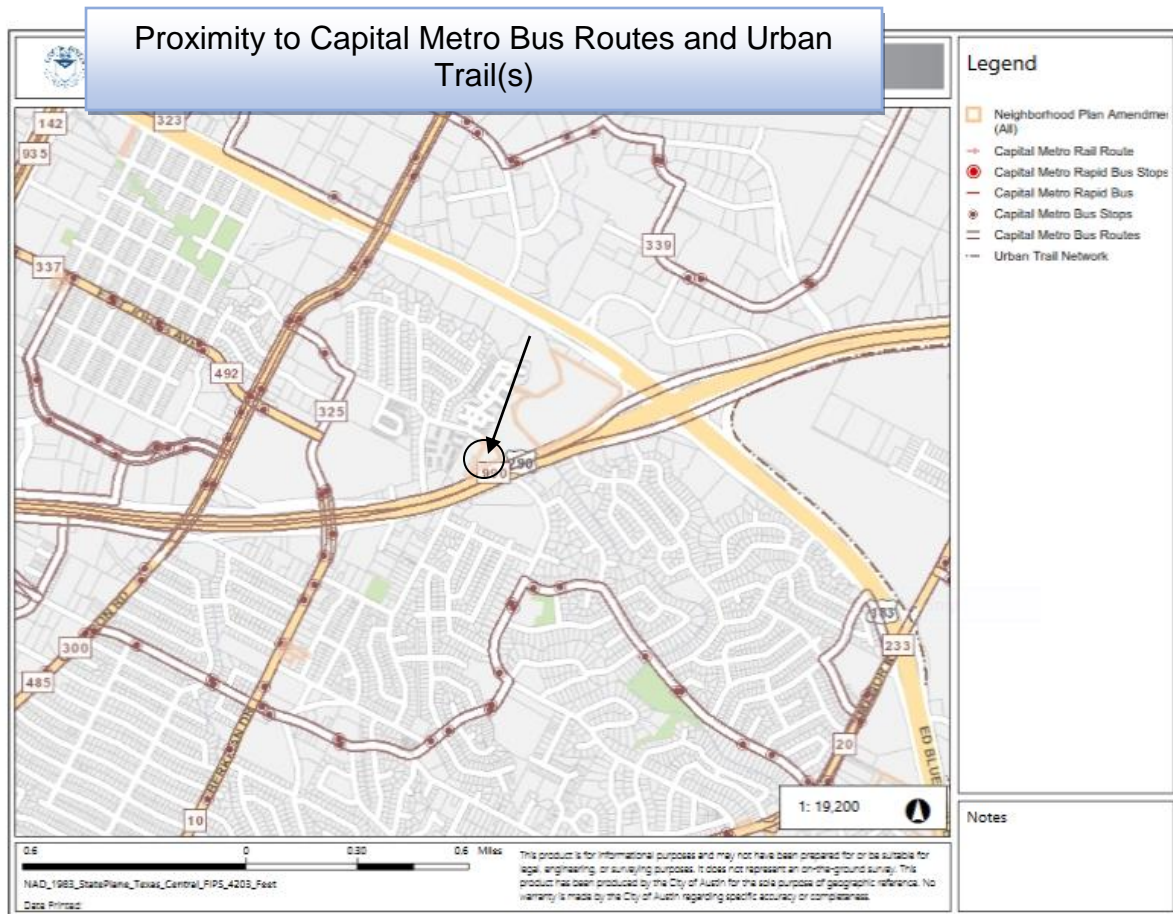 Proximity to Capital Metro Bus Routes and Urban
Trail(s)
Legend
Neighborhood Plan Amendme
(All)
Capital Metro Rail Route
Capital Metro Rapid Bus Stops
Capital Metro Rapid Bus
Capital Metro Bus Stops
Capital Metro Bus Routes
Urban Trail Network
142
323
935
339
337
492
325
290
990
300
485
183
233
20
10
BERKMAN DR
ED BLUE
1: 19,200
Notes
0.6 0 0.30 0.6 Miles
NAD_1983_StatePlane_Texas_Central_FIPS_4203_Feet
Date Printed:
This product is for informational purposes and may not have been prepared for or be suitable for
legal, engineering, or surveying purposes. It does not represent an on-the-ground survey. This
product has been produced by the City of Austin for the sole purpose of geographic reference. No
warranty is made by the City of Austin regarding specific accuracy or completeness.